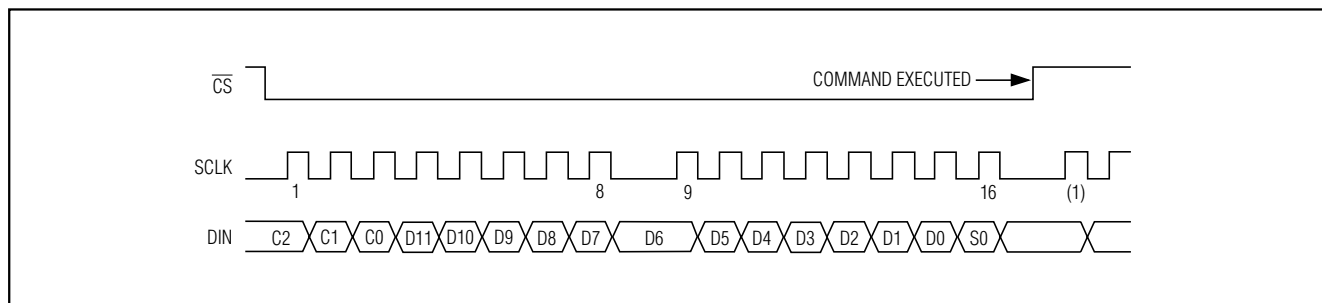 CS
COMMAND EXECUTED
SCLK
1 8 9 16 (1)
DIN C2 C1 C0 D11 D10 D9 D8 D7 D6 D5 D4 D3 D2 D1 D0 S0